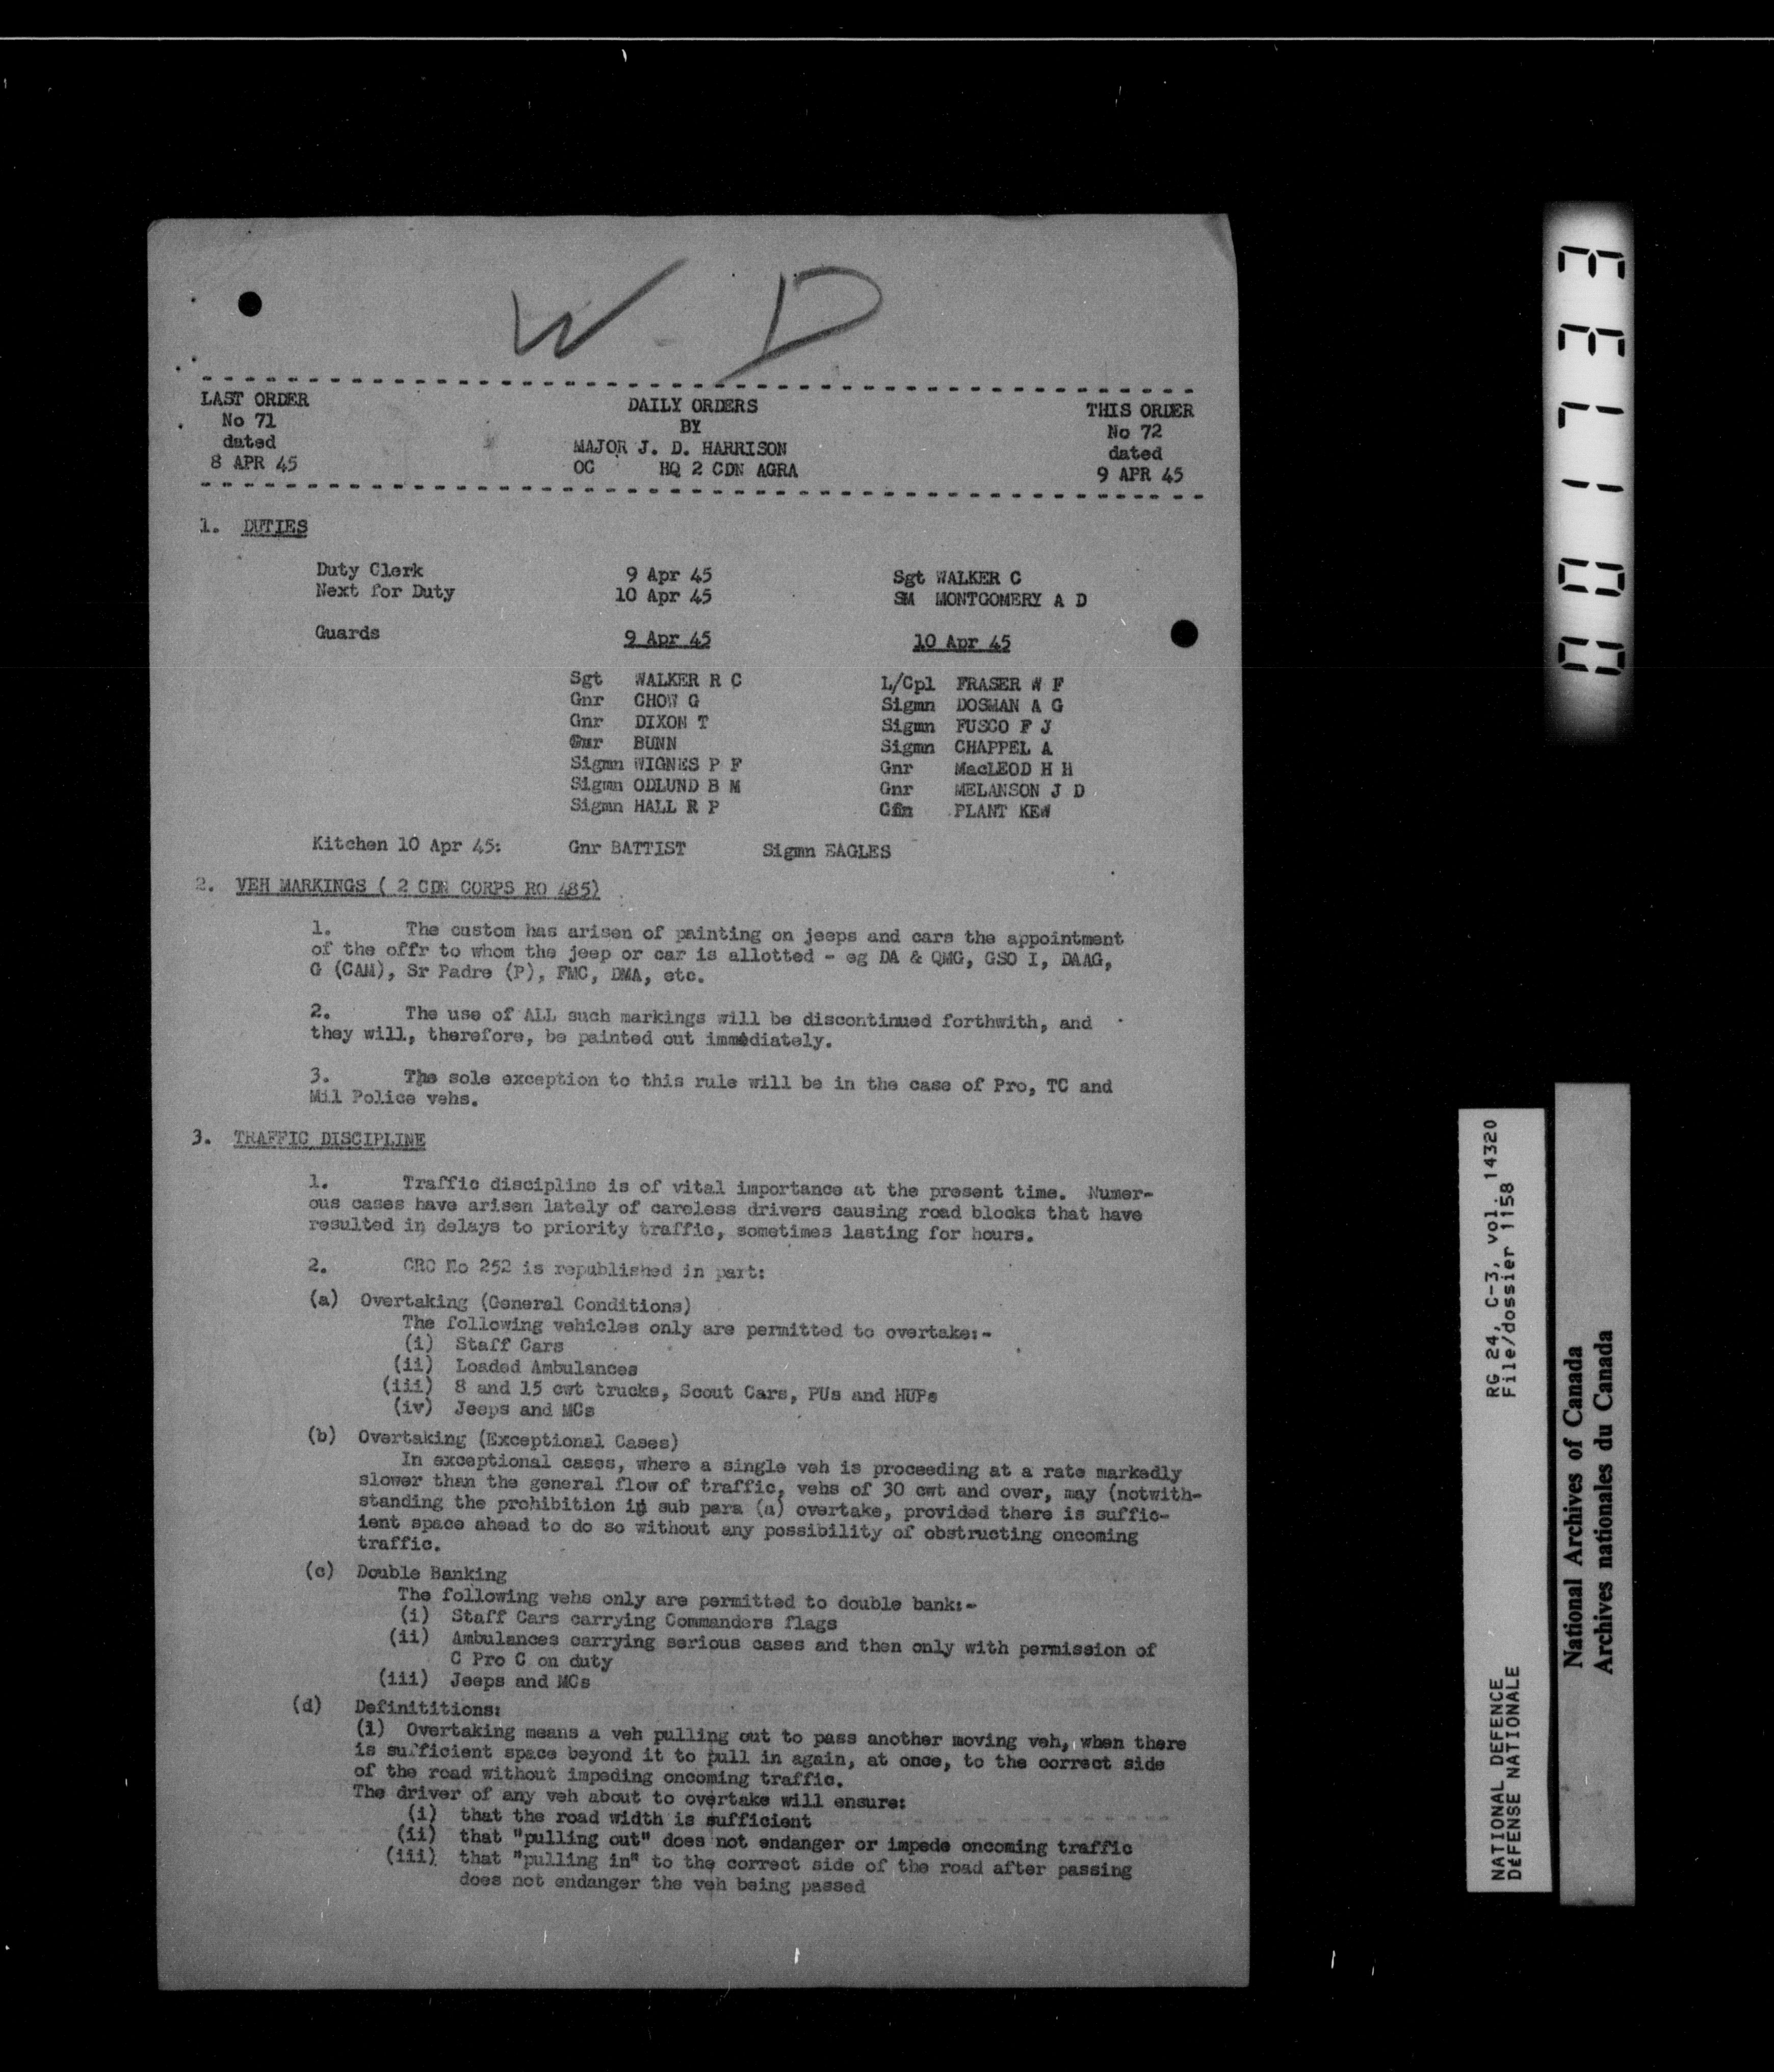 W. D
LAST ORDER
No 71
dated
8 APR 45
DAILY ORDERS
BY
MAJOR J. D. HARRISON
OC HQ 2 CDN AGRA
THIS ORDER
No 72
dated
9 APR 45
1. DUTIES
Duty Clerk 9 Apr 45 Sgt WALKER C
Next for Duty 10 Apr 45 SM MONTGOMERY A D
Guards 9 Apr 45 10 Apr 45
Sgt WALKER R C L/Cpl FRASER W F
Gnr CHOW G Sigmn DOSMAN A G
Gnr DIXON T Sigmn FUSCO F J
Gnr BUNN Sigmn CHAPPEL A
Sigmn WIGNES P F Gnr MacLEOD H H
Sigmn ODLUND B M Gnr MELANSON J D
Sigmn HALL R P Cfn PLANT KEW
Kitchen 10 Apr 45: Gnr BATTIST Sigmn EAGLES
2. VEH MARKINGS ( 2 CDN CORPS RO 485)
1. The custom has arisen of painting on jeeps and cars the appointment
of the offr to whom the jeep or car is allotted - eg DA & QMG, GSO I, DAAG,
G (CAM), Sr Padre (P), FMC, DMA, etc.
2. The use of ALL such markings will be discontinued forthwith, and
they will, therefore, be painted out immediately.
3. The sole exception to this rule will be in the case of Pro, TC and
Mil Police vehs.
3. TRAFFIC DISCIPLINE
1. Traffic discipline is of vital importance at the present time. Numer-
ous cases have arisen lately of careless drivers causing road blocks that have
resulted in delays to priority traffic, sometimes lasting for hours.
2. CRO No 252 is republished in part:
(a) Overtaking (General Conditions)
The following vehicles only are permitted to overtake:-
(i) Staff Cars
(ii) Loaded Ambulances
(iii) 8 and 15 cwt trucks, Scout Cars, PUs and HUPs
(iv) Jeeps and MCs
(b) Overtaking (Exceptional Cases)
In exceptional cases, where a single veh is proceeding at a rate markedly
slower than the general flow of traffic, vehs of 30 cwt and over, may (notwith-
standing the prohibition in sub para (a) overtake, provided there is suffic-
ient space ahead to do so without any possibility of obstructing oncoming
traffic.
(c) Double Banking
The following vehs only are permitted to double bank:-
(i) Staff Cars carrying Commanders flags
(ii) Ambulances carrying serious cases and then only with permission of
C Pro C on duty
(iii) Jeeps and MCs
(d) Definititions:
(i) Overtaking means a veh pulling out to pass another moving veh, when there
is sufficient space beyond it to pull in again, at once, to the correct side
of the road without impeding oncoming traffic.
The driver of any veh about to overtake will ensure:
(i) that the road width is sufficient
(ii) that "pulling out" does not endanger or impede oncoming traffic
(iii) that "pulling in" to the correct side of the road after passing
does not endanger the veh being passed
001733
NATIONAL DEFENCE RG 24, C-3, vol. 14320
DEFENSE NATIONALE File/dossier 1158
National Archives of Canada
Archives nationales du Canada